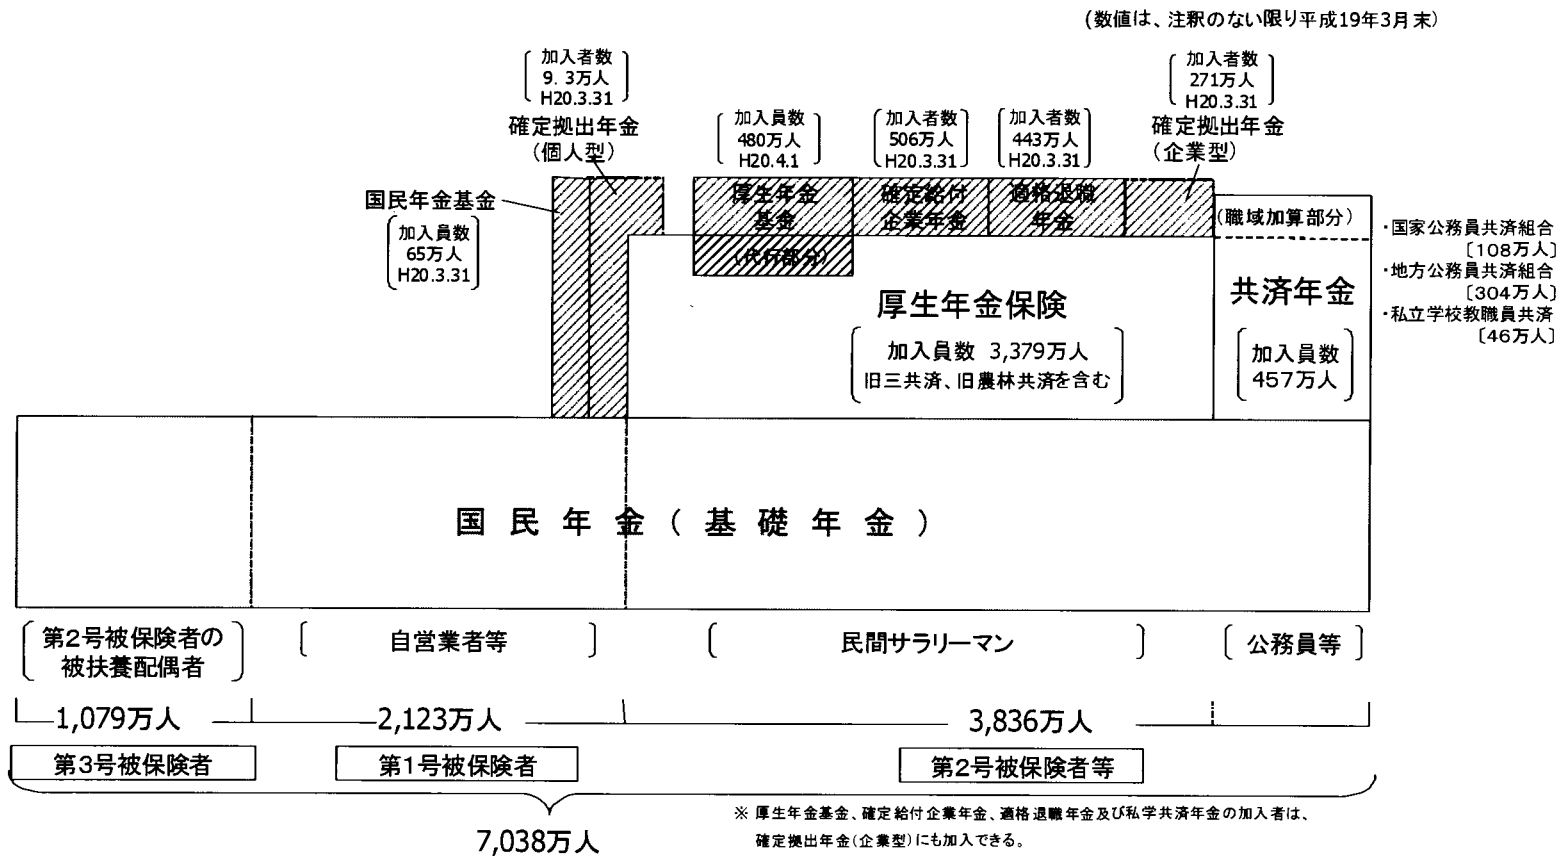 (数値は、注釈のない限り平成19年3月末)
加入者数
9.3万人
H20.3.31
確定拠出年金
(個人型)
国民年金基金
加入員数
65万人
H20.3.31
加入員数
480万人
H20.4.1
加入者数
506万人
H20.3.31
加入者数
443万人
H20.3.31
加入者数
271万人
H20.3.31
確定拠出年金
(企業型)
厚生年金
基金
(代行部分)
確定給付
企業年金
適格退職
年金
(職域加算部分)
・国家公務員共済組合
〔108万人〕
・地方公務員共済組合
〔304万人〕
・私立学校教職員共済
〔46万人〕
厚生年金保険
加入員数 3,379万人
旧三共済、旧農林共済を含む
共済年金
加入員数
457万人
国民年金(基礎年金)
第2号被保険者の
被扶養配偶者
自営業者等
民間サラリーマン
公務員等
1,079万人
2,123万人
3,836万人
第3号被保険者
第1号被保険者
第2号被保険者等
7,038万人
※ 厚生年金基金、確定給付企業年金、適格退職年金及び私学共済年金の加入者は、
確定拠出年金(企業型)にも加入できる。